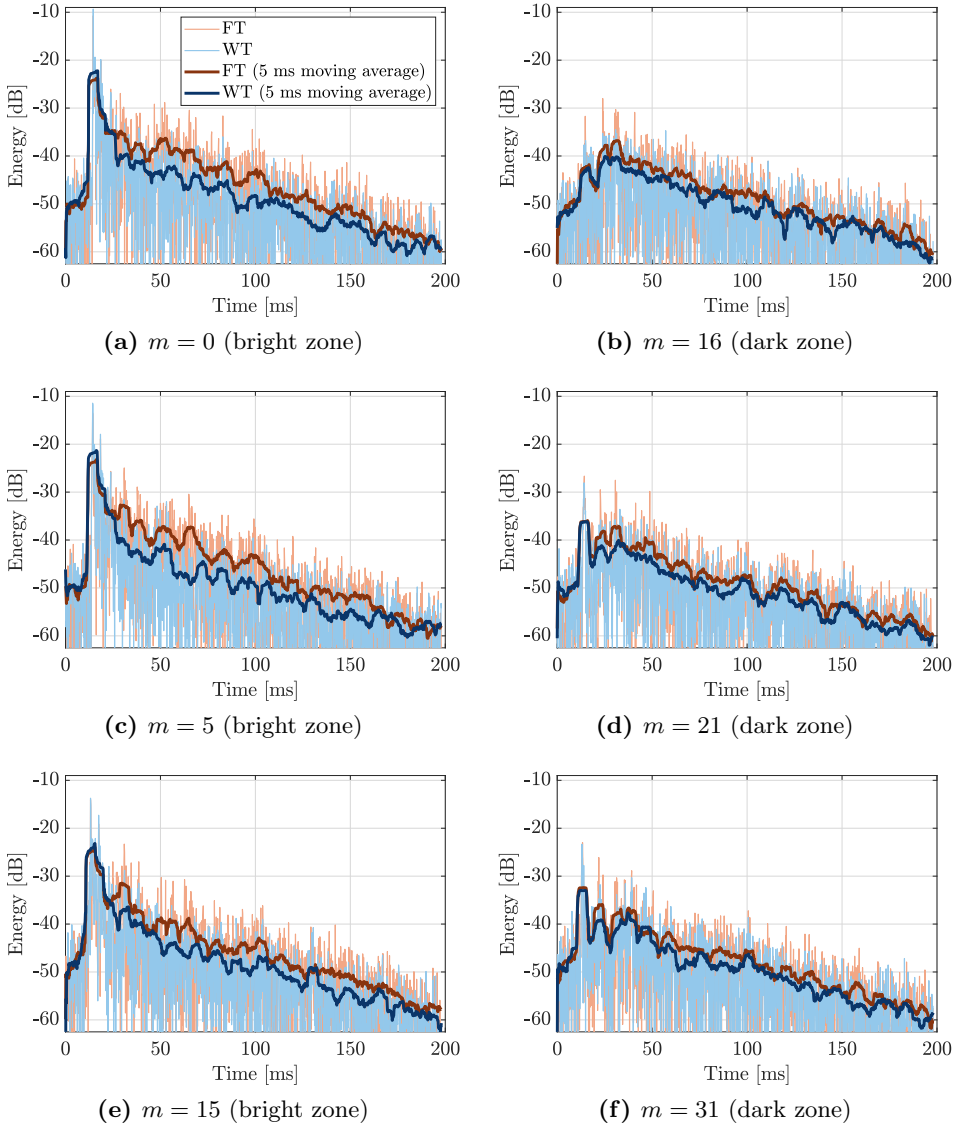 -10
-20
-30
-40
-50
-60
Energy [dB]
0 50 100 150 200
Time [ms]
FT
WT
FT (5 ms moving average)
WT (5 ms moving average)
(a) m = 0 (bright zone)
-10
-20
-30
-40
-50
-60
Energy [dB]
0 50 100 150 200
Time [ms]
(b) m = 16 (dark zone)
-10
-20
-30
-40
-50
-60
Energy [dB]
0 50 100 150 200
Time [ms]
(c) m = 5 (bright zone)
-10
-20
-30
-40
-50
-60
Energy [dB]
0 50 100 150 200
Time [ms]
(d) m = 21 (dark zone)
-10
-20
-30
-40
-50
-60
Energy [dB]
0 50 100 150 200
Time [ms]
(e) m = 15 (bright zone)
-10
-20
-30
-40
-50
-60
Energy [dB]
0 50 100 150 200
Time [ms]
(f) m = 31 (dark zone)